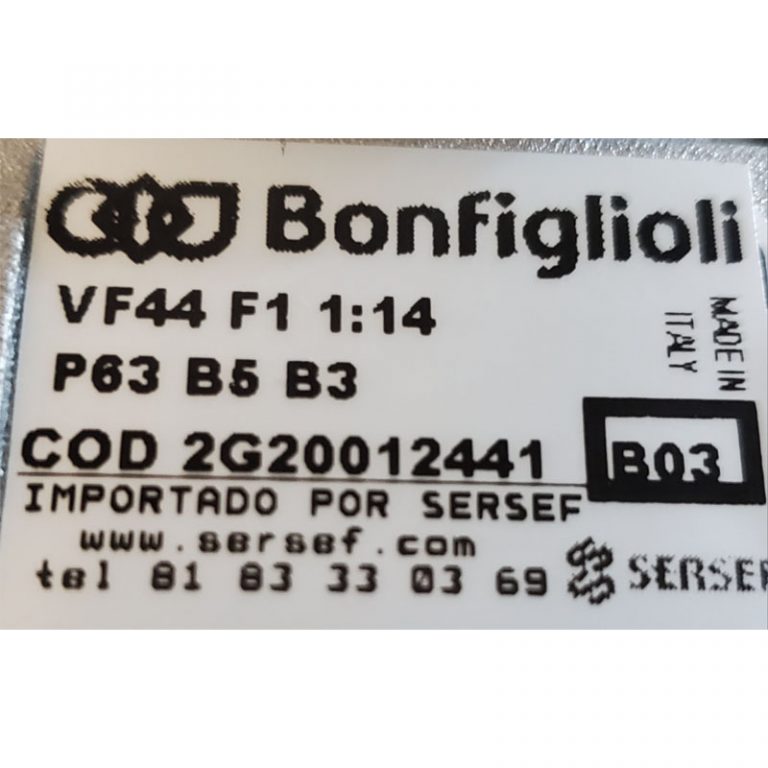 Bonfiglioli
VF44 F1 1:14
P63 B5 B3
MADE IN
ITALY
COD 2G20012441
B03
IMPORTADO POR SERSEF
www.sersef.com
tel 81 83 33 03 69
SERSEF